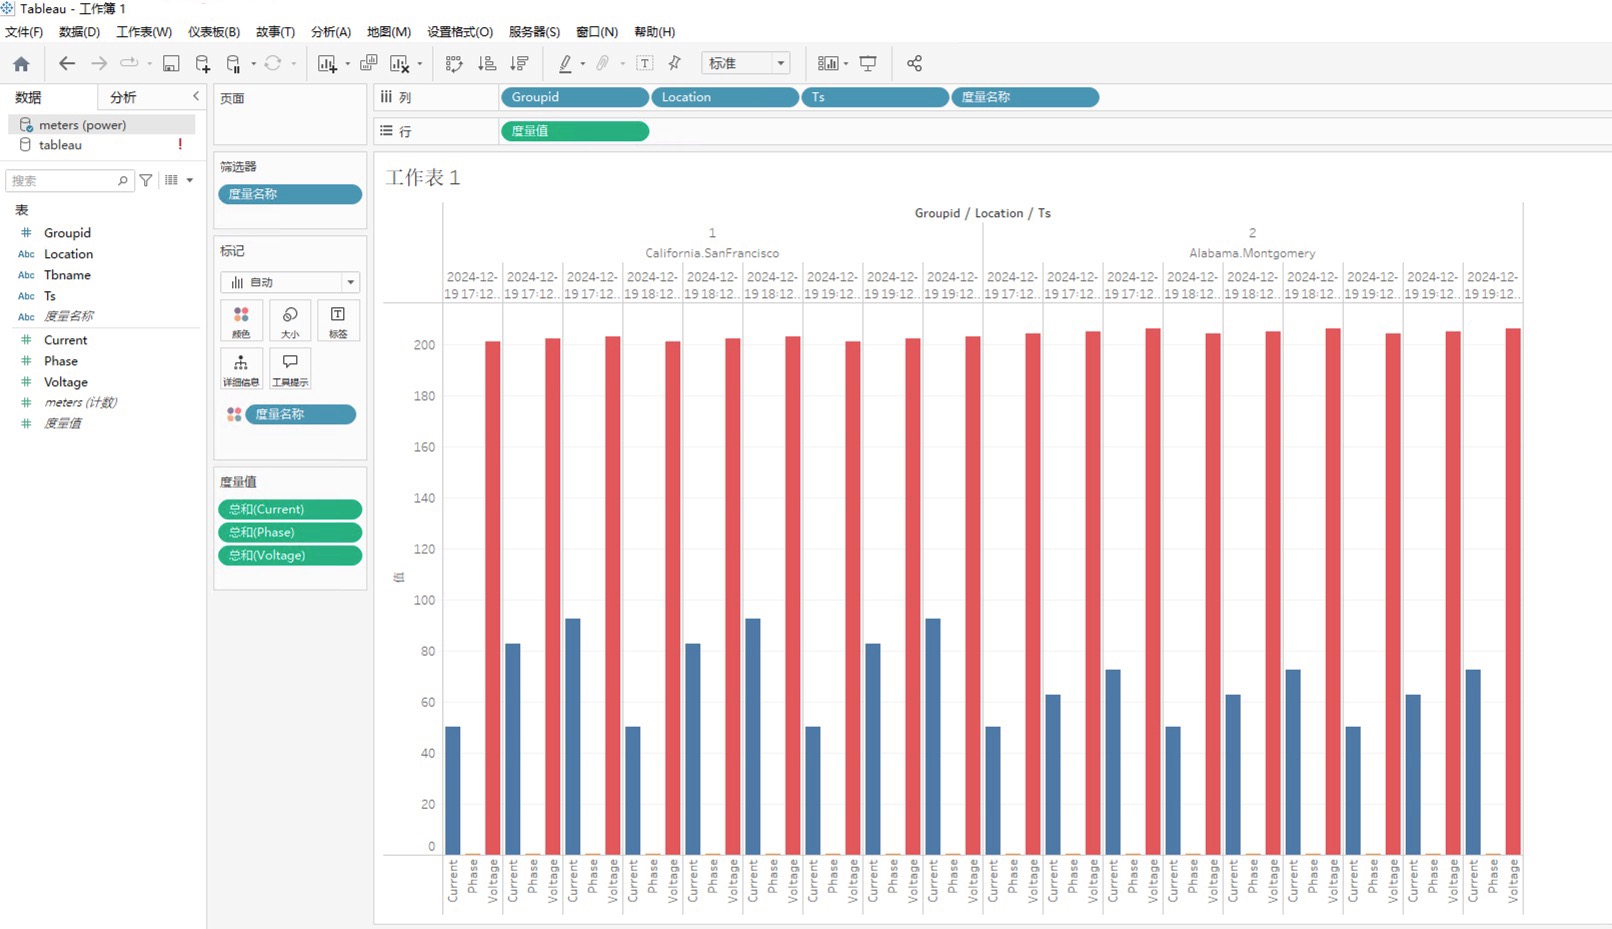 Tableau - 工作簿 1
文件(F) 数据(D) 工作表(W) 仪表板(B) 故事(T) 分析(A) 地图(M) 设置格式(O) 服务器(S) 窗口(N) 帮助(H)
标准
数据 分析
meters (power)
tableau
搜索
表
Groupid
Abc Location
Abc Tbname
Abc Ts
Abc 度量名称
Current
Phase
Voltage
meters (计数)
度量值
页面
筛选器
度量名称
标记
自动
颜色 大小 标签
详细信息 工具提示
度量名称
度量值
总和(Current)
总和(Phase)
总和(Voltage)
列 Groupid Location Ts 度量名称
行 度量值
工作表 1
Groupid / Location / Ts
1 2
California.SanFrancisco Alabama.Montgomery
2024-12- 2024-12- 2024-12- 2024-12- 2024-12- 2024-12- 2024-12- 2024-12- 2024-12- 2024-12- 2024-12- 2024-12- 2024-12- 2024-12- 2024-12- 2024-12- 2024-12- 2024-12-
19 17:12.. 19 17:12.. 19 17:12.. 19 18:12.. 19 18:12.. 19 18:12.. 19 19:12.. 19 19:12.. 19 19:12.. 19 17:12.. 19 17:12.. 19 17:12.. 19 18:12.. 19 18:12.. 19 18:12.. 19 19:12.. 19 19:12.. 19 19:12..
200
180
160
140
120
值
100
80
60
40
20
0
Current Phase Voltage Current Phase Voltage Current Phase Voltage Current Phase Voltage Current Phase Voltage Current Phase Voltage Current Phase Voltage Current Phase Voltage Current Phase Voltage Current Phase Voltage Current Phase Voltage Current Phase Voltage Current Phase Voltage Current Phase Voltage Current Phase Voltage Current Phase Voltage Current Phase Voltage Current Phase Voltage